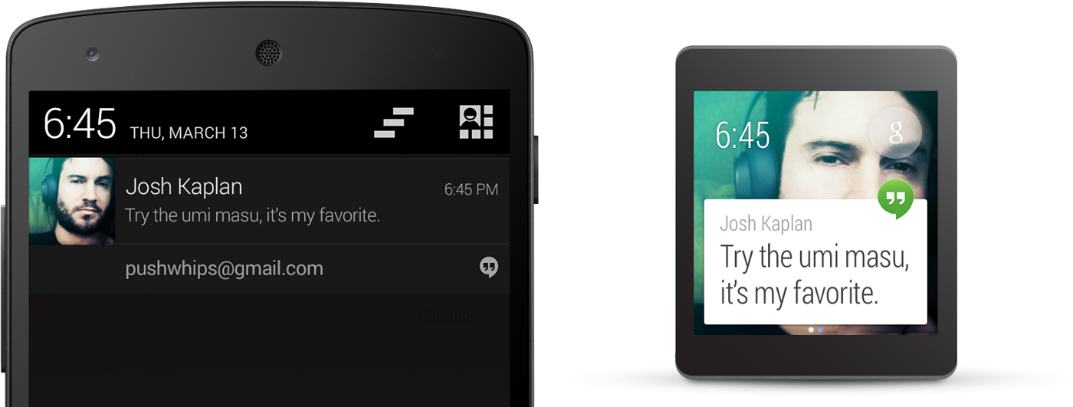 6:45 THU, MARCH 13
Josh Kaplan 6:45 PM
Try the umi masu, it's my favorite.
pushwhips@gmail.com
6:45 g
Josh Kaplan
Try the umi masu,
it's my favorite.